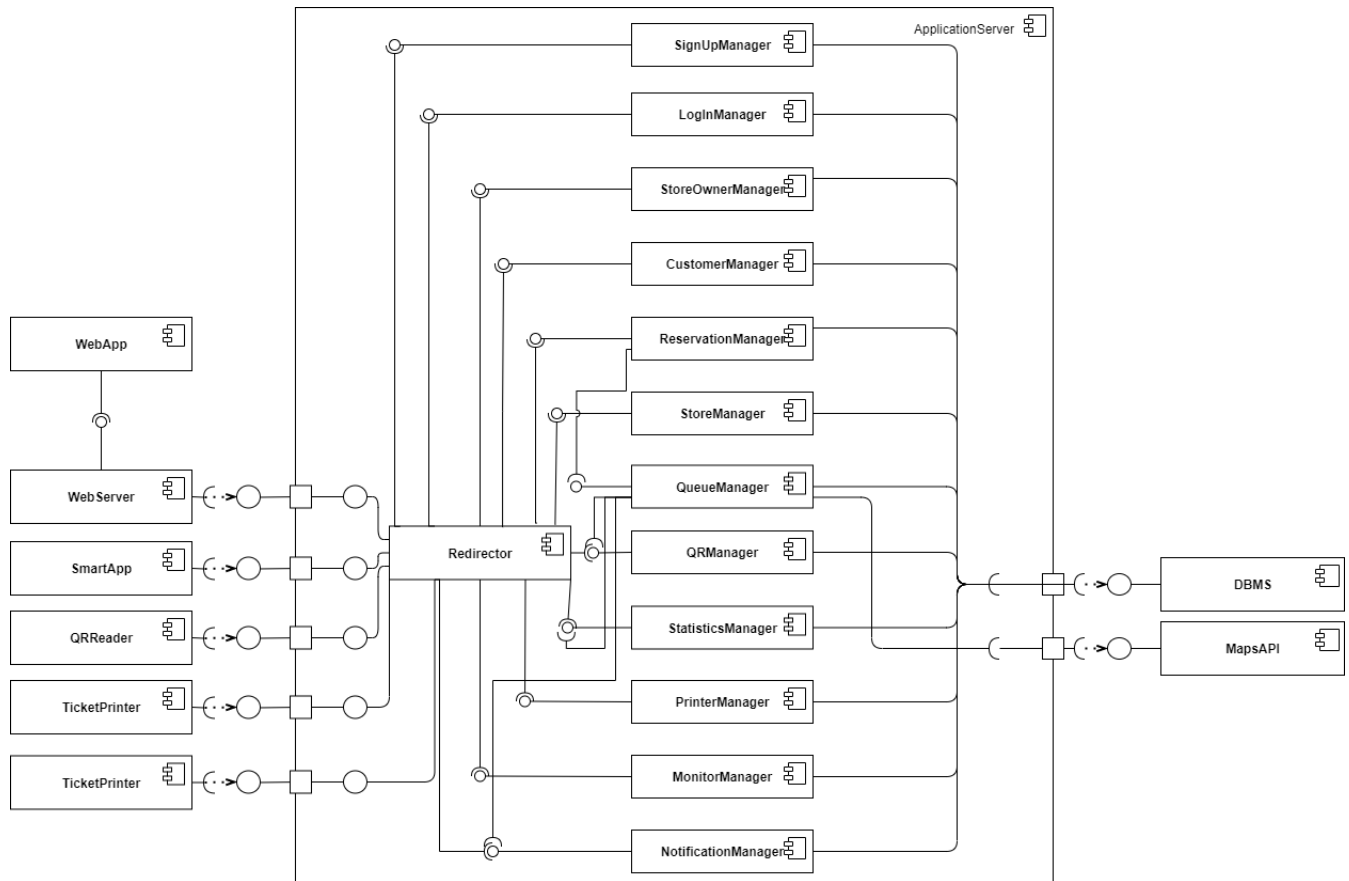 ApplicationServer
SignUpManager
LogInManager
StoreOwnerManager
CustomerManager
ReservationManager
WebApp
StoreManager
WebServer
QueueManager
Redirector
QRManager
SmartApp
DBMS
QRReader
StatisticsManager
MapsAPI
TicketPrinter
PrinterManager
TicketPrinter
MonitorManager
NotificationManager